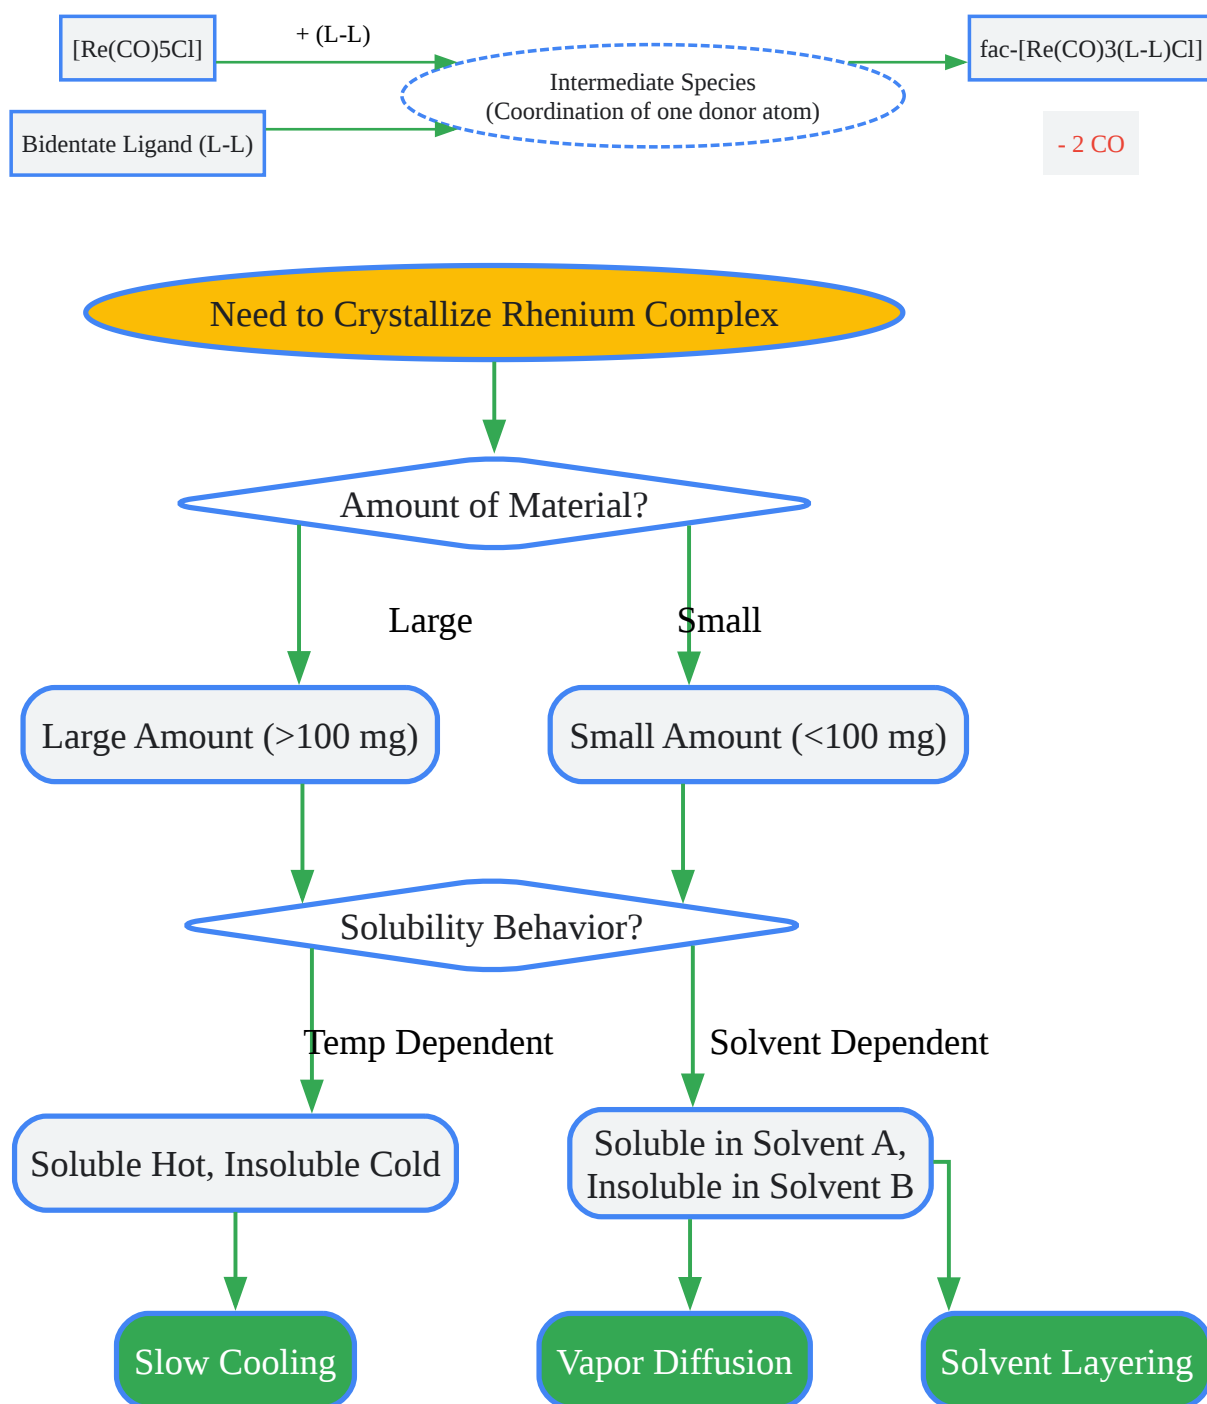 [Re(CO)5Cl]
+ (L-L)
fac-[Re(CO)3(L-L)Cl]
Intermediate Species
(Coordination of one donor atom)
Bidentate Ligand (L-L)
- 2 CO
Need to Crystallize Rhenium Complex
Amount of Material?
Large
Small
Large Amount (>100 mg)
Small Amount (<100 mg)
Solubility Behavior?
Temp Dependent
Solvent Dependent
Soluble Hot, Insoluble Cold
Soluble in Solvent A,
Insoluble in Solvent B
Slow Cooling
Vapor Diffusion
Solvent Layering